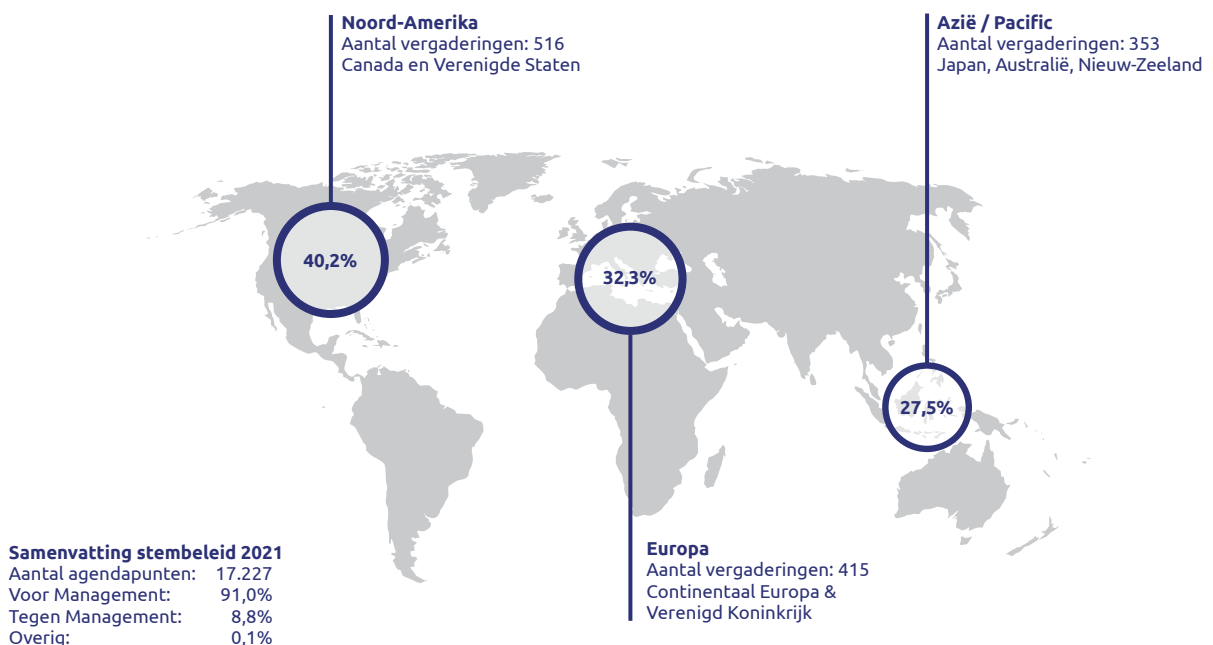 Noord-Amerika
Aantal vergaderingen: 516
Canada en Verenigde Staten
Azië / Pacific
Aantal vergaderingen: 353
Japan, Australië, Nieuw-Zeeland
40,2%
32,3%
27,5%
Europa
Aantal vergaderingen: 415
Continentaal Europa &
Verenigd Koninkrijk
Samenvatting stembeleid 2021
Aantal agendapunten: 17.227
Voor Management: 91,0%
Tegen Management: 8,8%
Overig: 0,1%